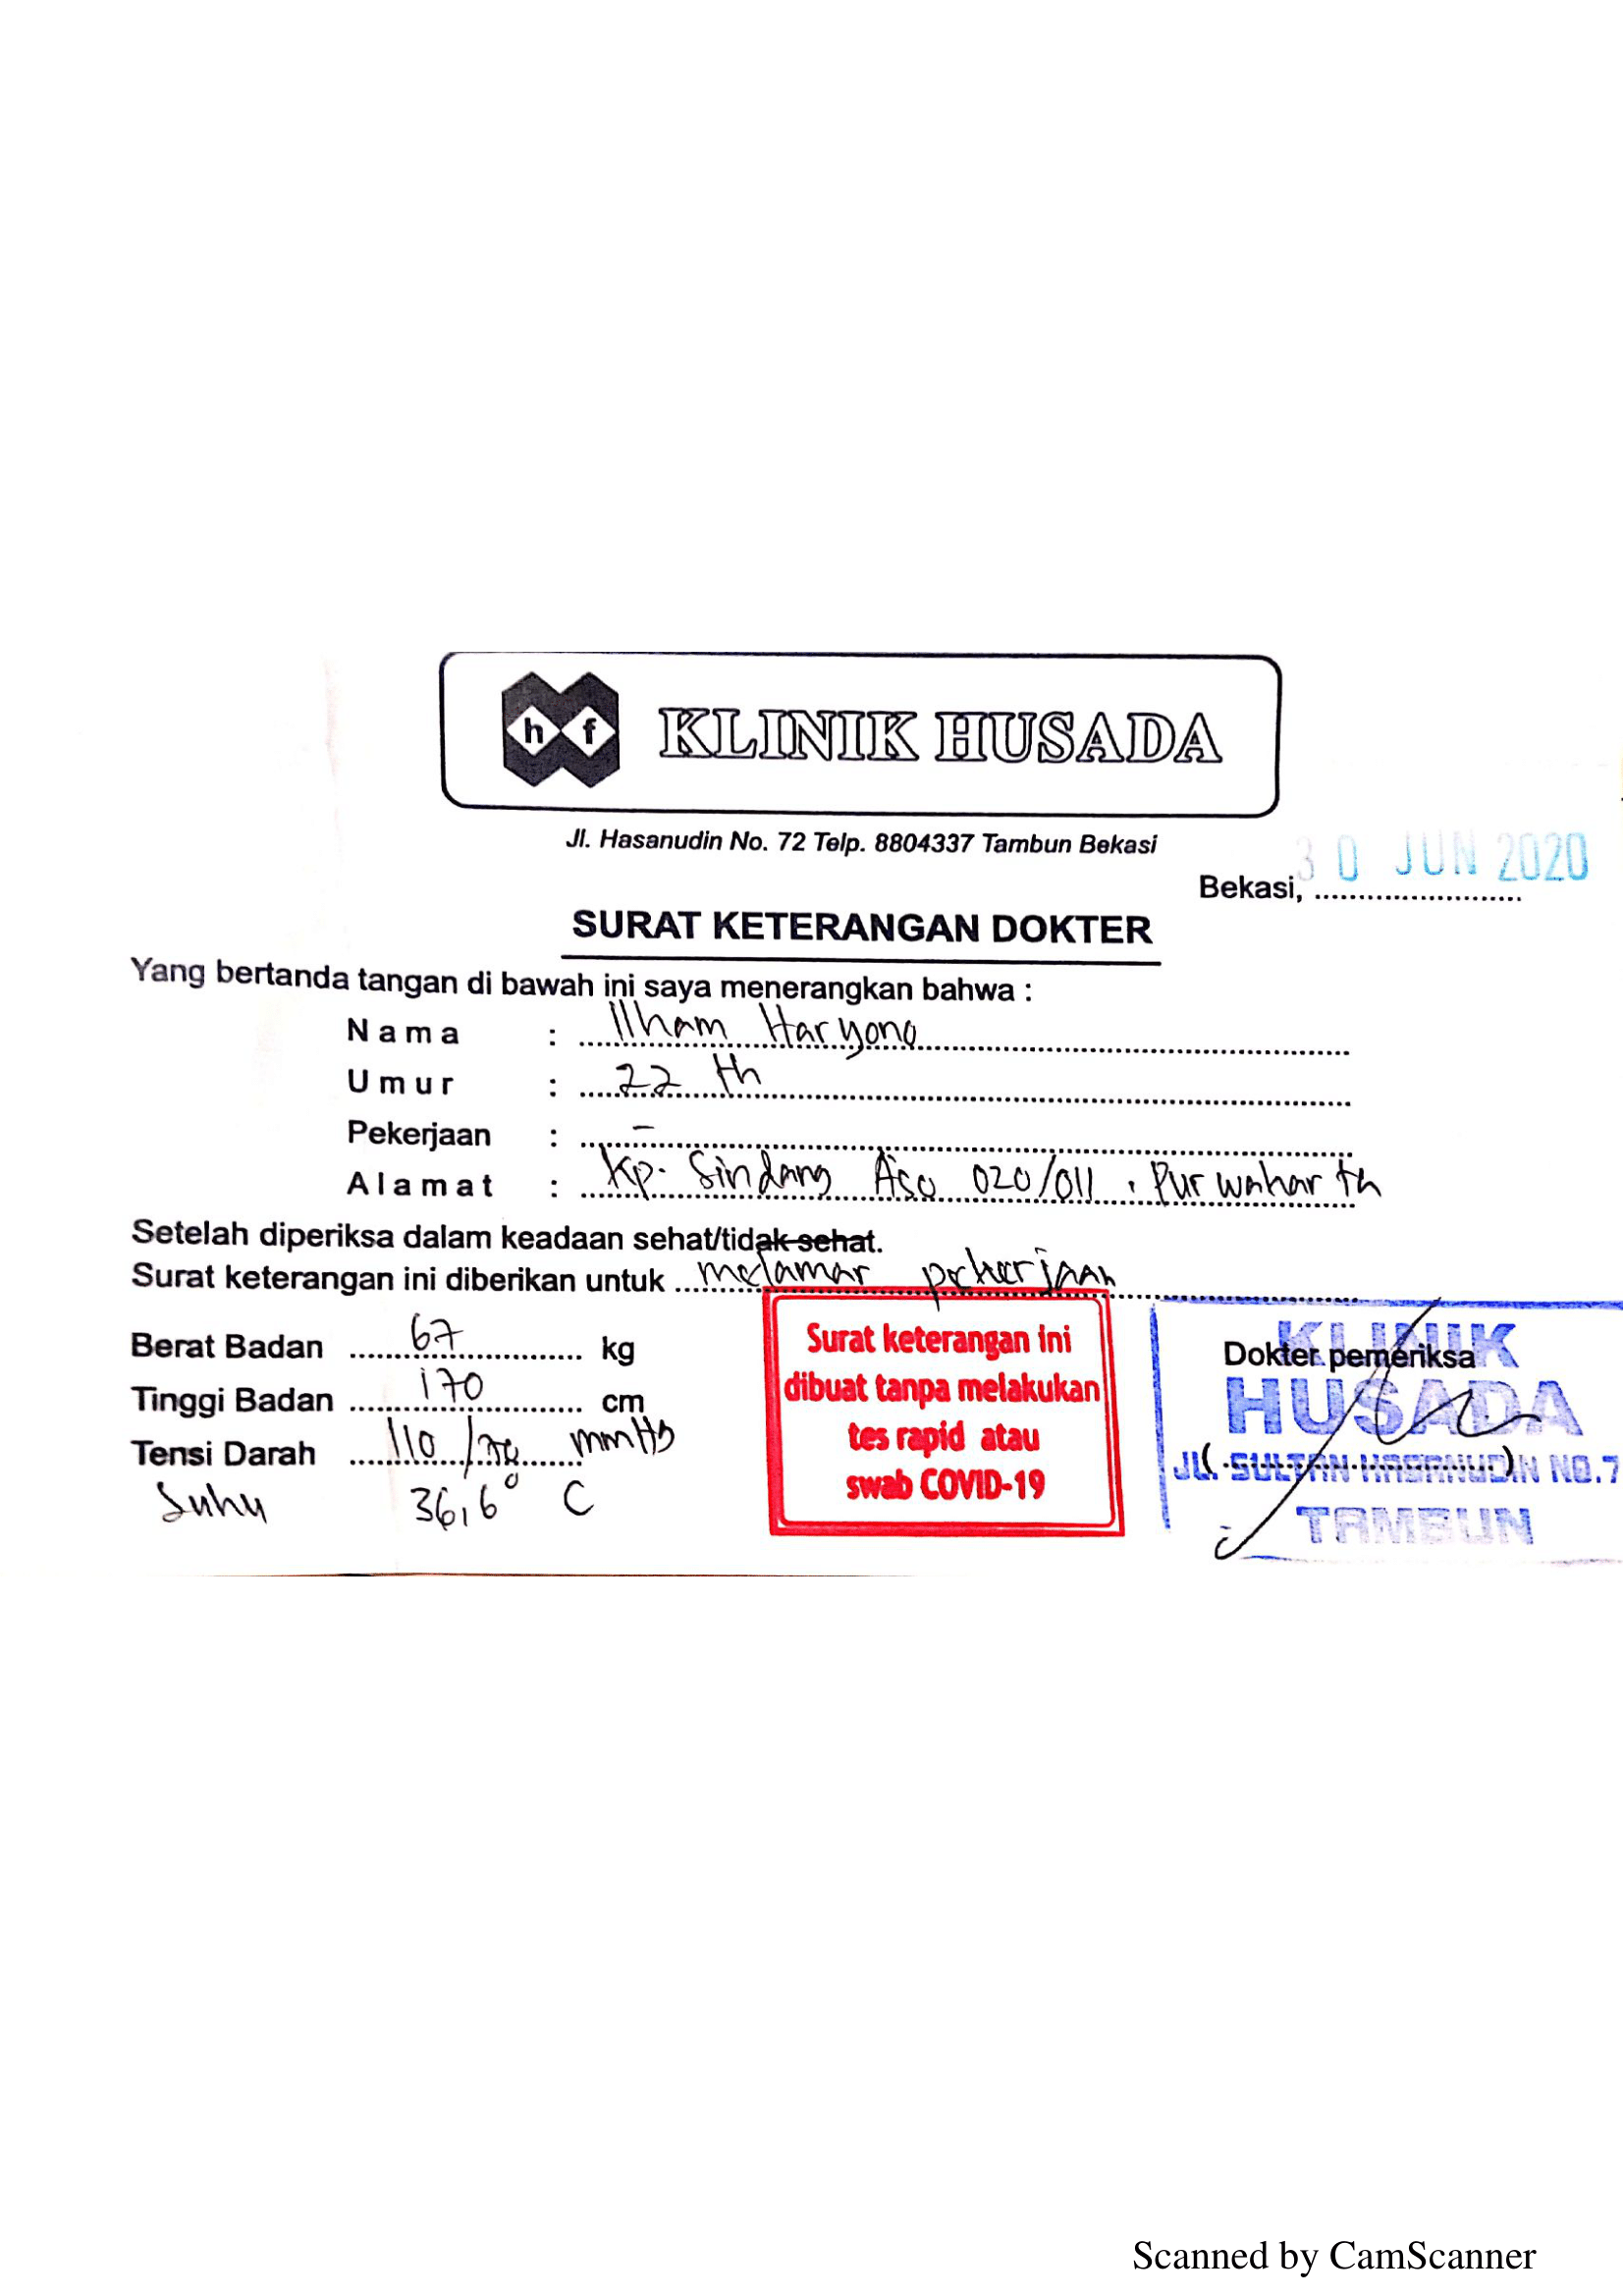 h f KLINIK HUSADA
Jl. Hasanudin No. 72 Telp. 8804337 Tambun Bekasi
Bekasi, 30 JUN 2020
SURAT KETERANGAN DOKTER
Yang bertanda tangan di bawah ini saya menerangkan bahwa :
Nama : Ilham Haryono
Umur : 22 th
Pekerjaan : -
Alamat : Kp. Sindang 020/011, Purwakarta
Setelah diperiksa dalam keadaan sehat/tidak sehat.
Surat keterangan ini diberikan untuk melamar pekerjaan
Berat Badan 67 kg
Tinggi Badan 170 cm
Tensi Darah 110/70 mmHg
Suhu 36,6° C
Surat keterangan ini
dibuat tanpa melakukan
tes rapid atau
swab COVID-19
Dokter pemeriksa
KLINIK
HUSADA
JL. SULTAN HASANUDIN NO.7
TAMBUN
Scanned by CamScanner